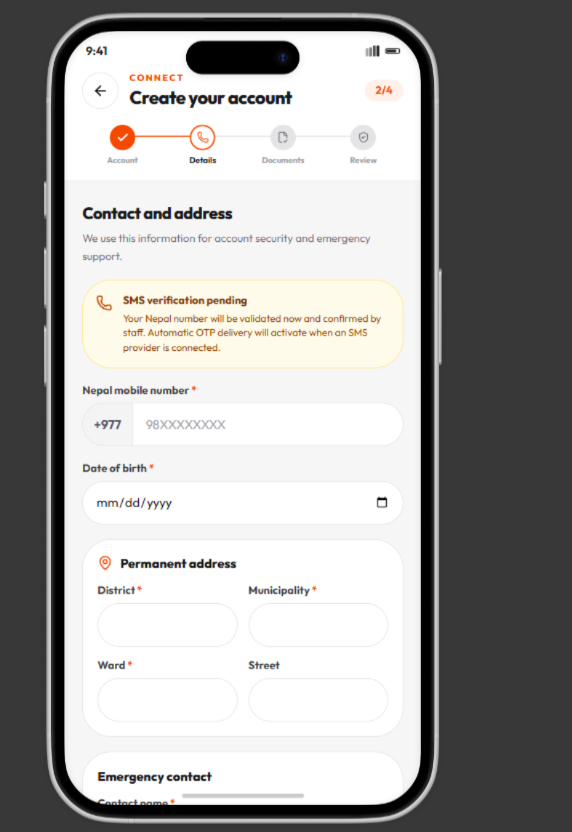 9:41
CONNECT
Create your account
2/4
Account
Details
Documents
Review
Contact and address
We use this information for account security and emergency
support.
SMS verification pending
Your Nepal number will be validated now and confirmed by
staff. Automatic OTP delivery will activate when an SMS
provider is connected.
Nepal mobile number *
+977
98XXXXXXXX
Date of birth *
mm/dd/yyyy
Permanent address
District *
Municipality *
Ward *
Street
Emergency contact
Contact name *